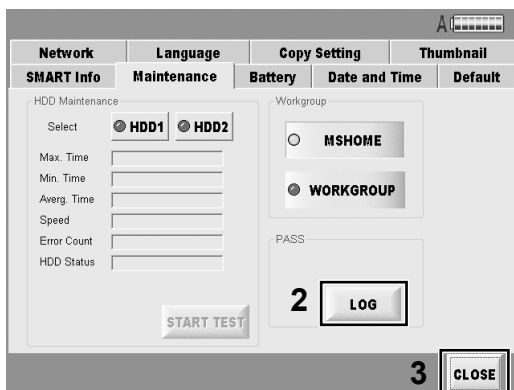 A
Network Language Copy Setting Thumbnail
SMART Info Maintenance Battery Date and Time Default
HDD Maintenance
Select HDD1 HDD2
Max. Time
Min. Time
Averg. Time
Speed
Error Count
HDD Status
START TEST
Workgroup
MSHOME
WORKGROUP
PASS
2 LOG
3 CLOSE